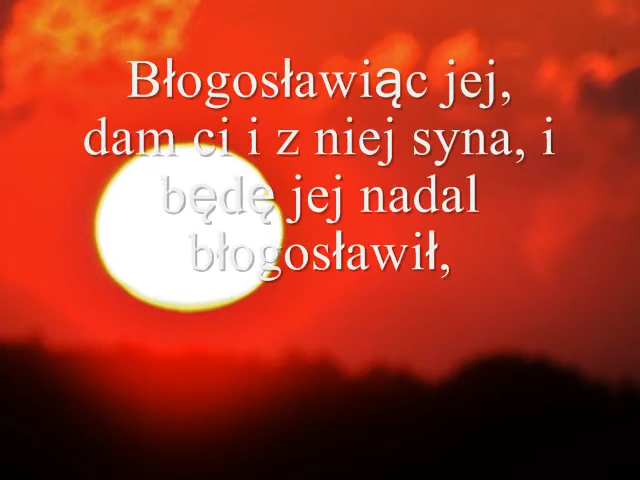 Błogosławiąc jej,
dam ci i z niej syna, i
będę jej nadal
błogosławił,